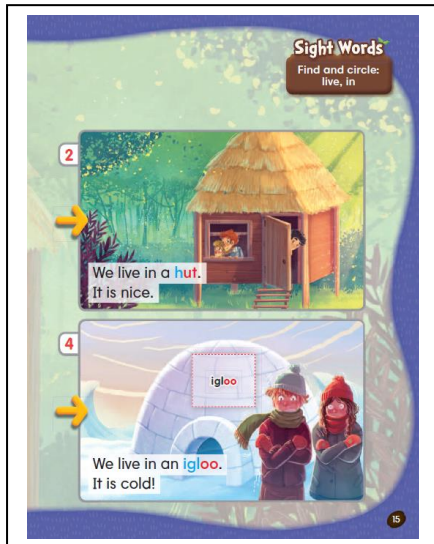 Sight Words
Find and circle:
live, in
2
We live in a hut.
It is nice.
4
igloo
We live in an igloo.
It is cold!
15